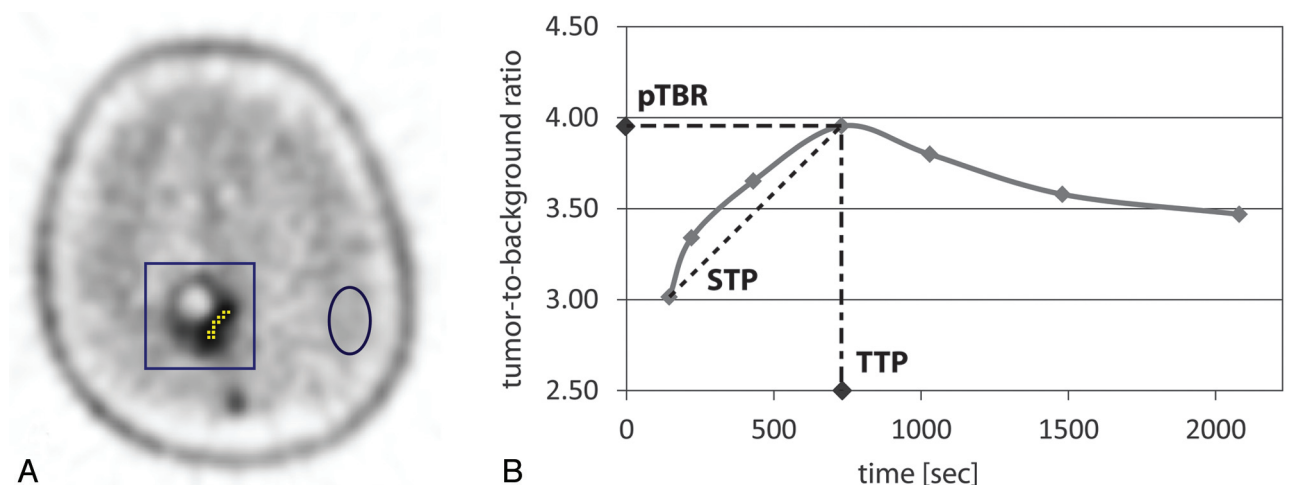 A
B
tumor-to-background ratio
4.50
4.00
3.50
3.00
2.50
pTBR
STP
TTP
0 500 1000 1500 2000
time [sec]